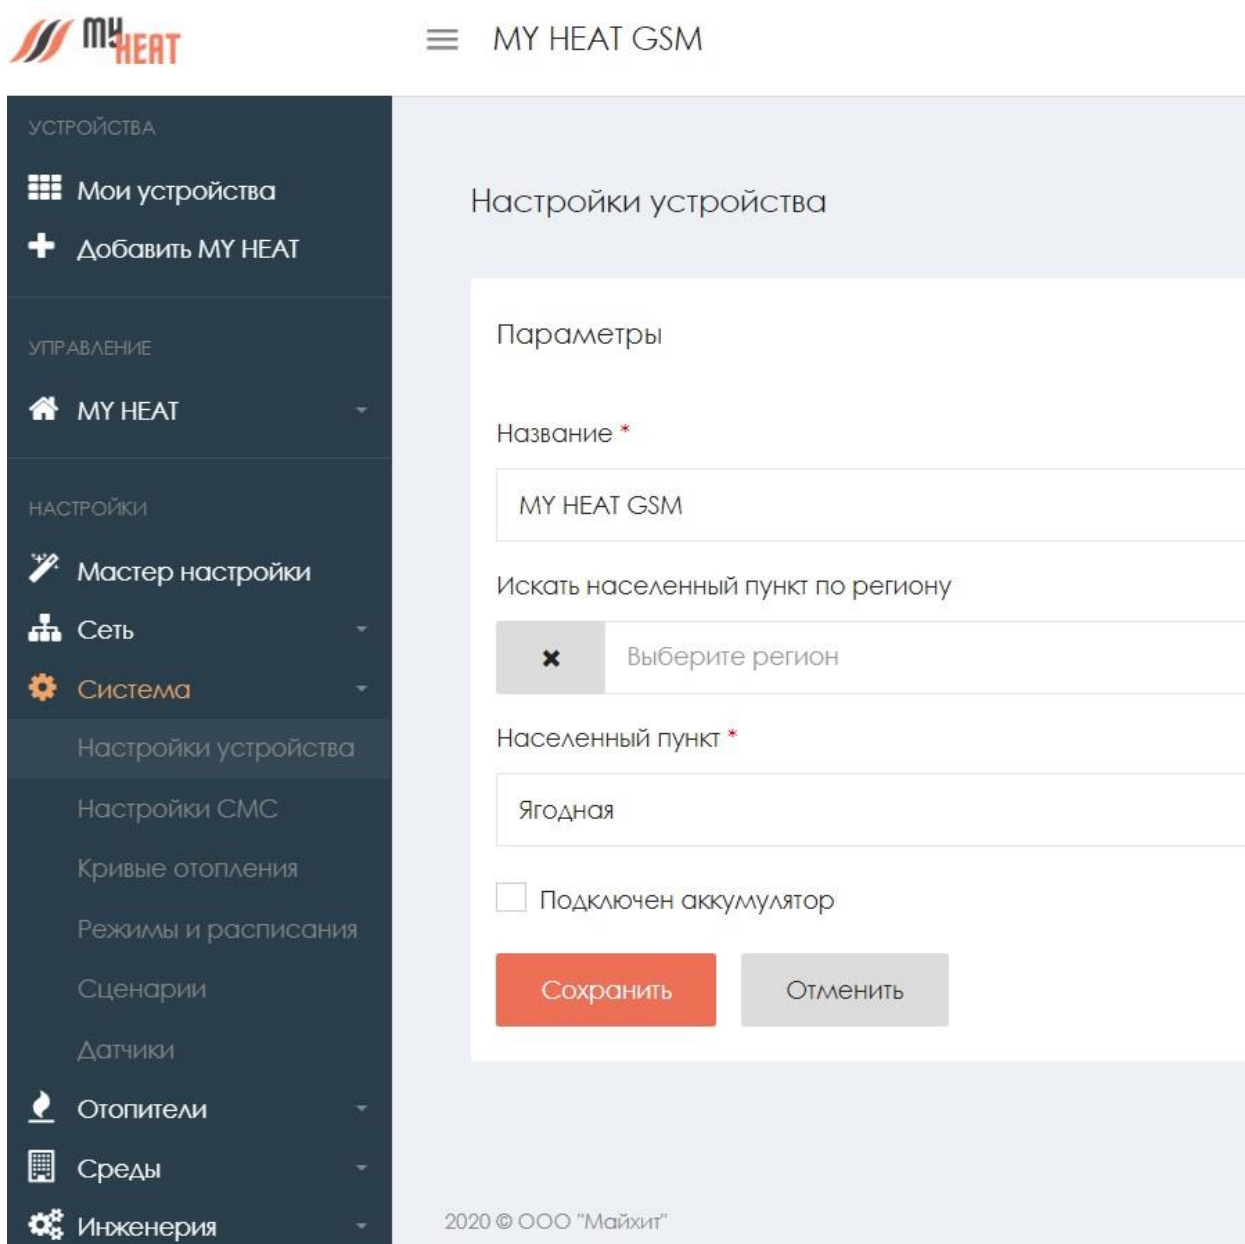 MY HEAT
MY HEAT GSM
УСТРОЙСТВА
Мои устройства
Добавить MY HEAT
УПРАВЛЕНИЕ
MY HEAT
НАСТРОЙКИ
Мастер настройки
Сеть
Система
Настройки устройства
Настройки СМС
Кривые отопления
Режимы и расписания
Сценарии
Датчики
Отопители
Среды
Инженерия
Настройки устройства
Параметры
Название *
MY HEAT GSM
Искать населенный пункт по региону
Выберите регион
Населенный пункт *
Ягодная
Подключен аккумулятор
Сохранить
Отменить
2020 © ООО "Майхит"